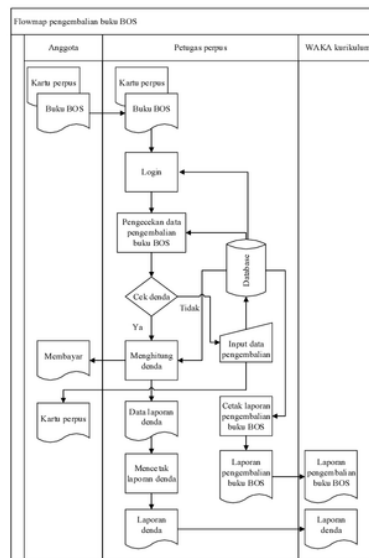 Flowmap pengembalian buku BOS
Anggota
Petugas perpus
WAKA kurikulum
Kartu perpus
Buku BOS
Kartu perpus
Buku BOS
Login
Pengecekan data
pengembalian
buku BOS
Database
Cek denda
Tidak
Ya
Input data
pengembalian
Membayar
Menghitung
denda
Kartu perpus
Data laporan
denda
Cetak laporan
pengembalian
buku BOS
Mencetak
laporan denda
Laporan
pengembalian
buku BOS
Laporan
pengembalian
buku BOS
Laporan
denda
Laporan
denda